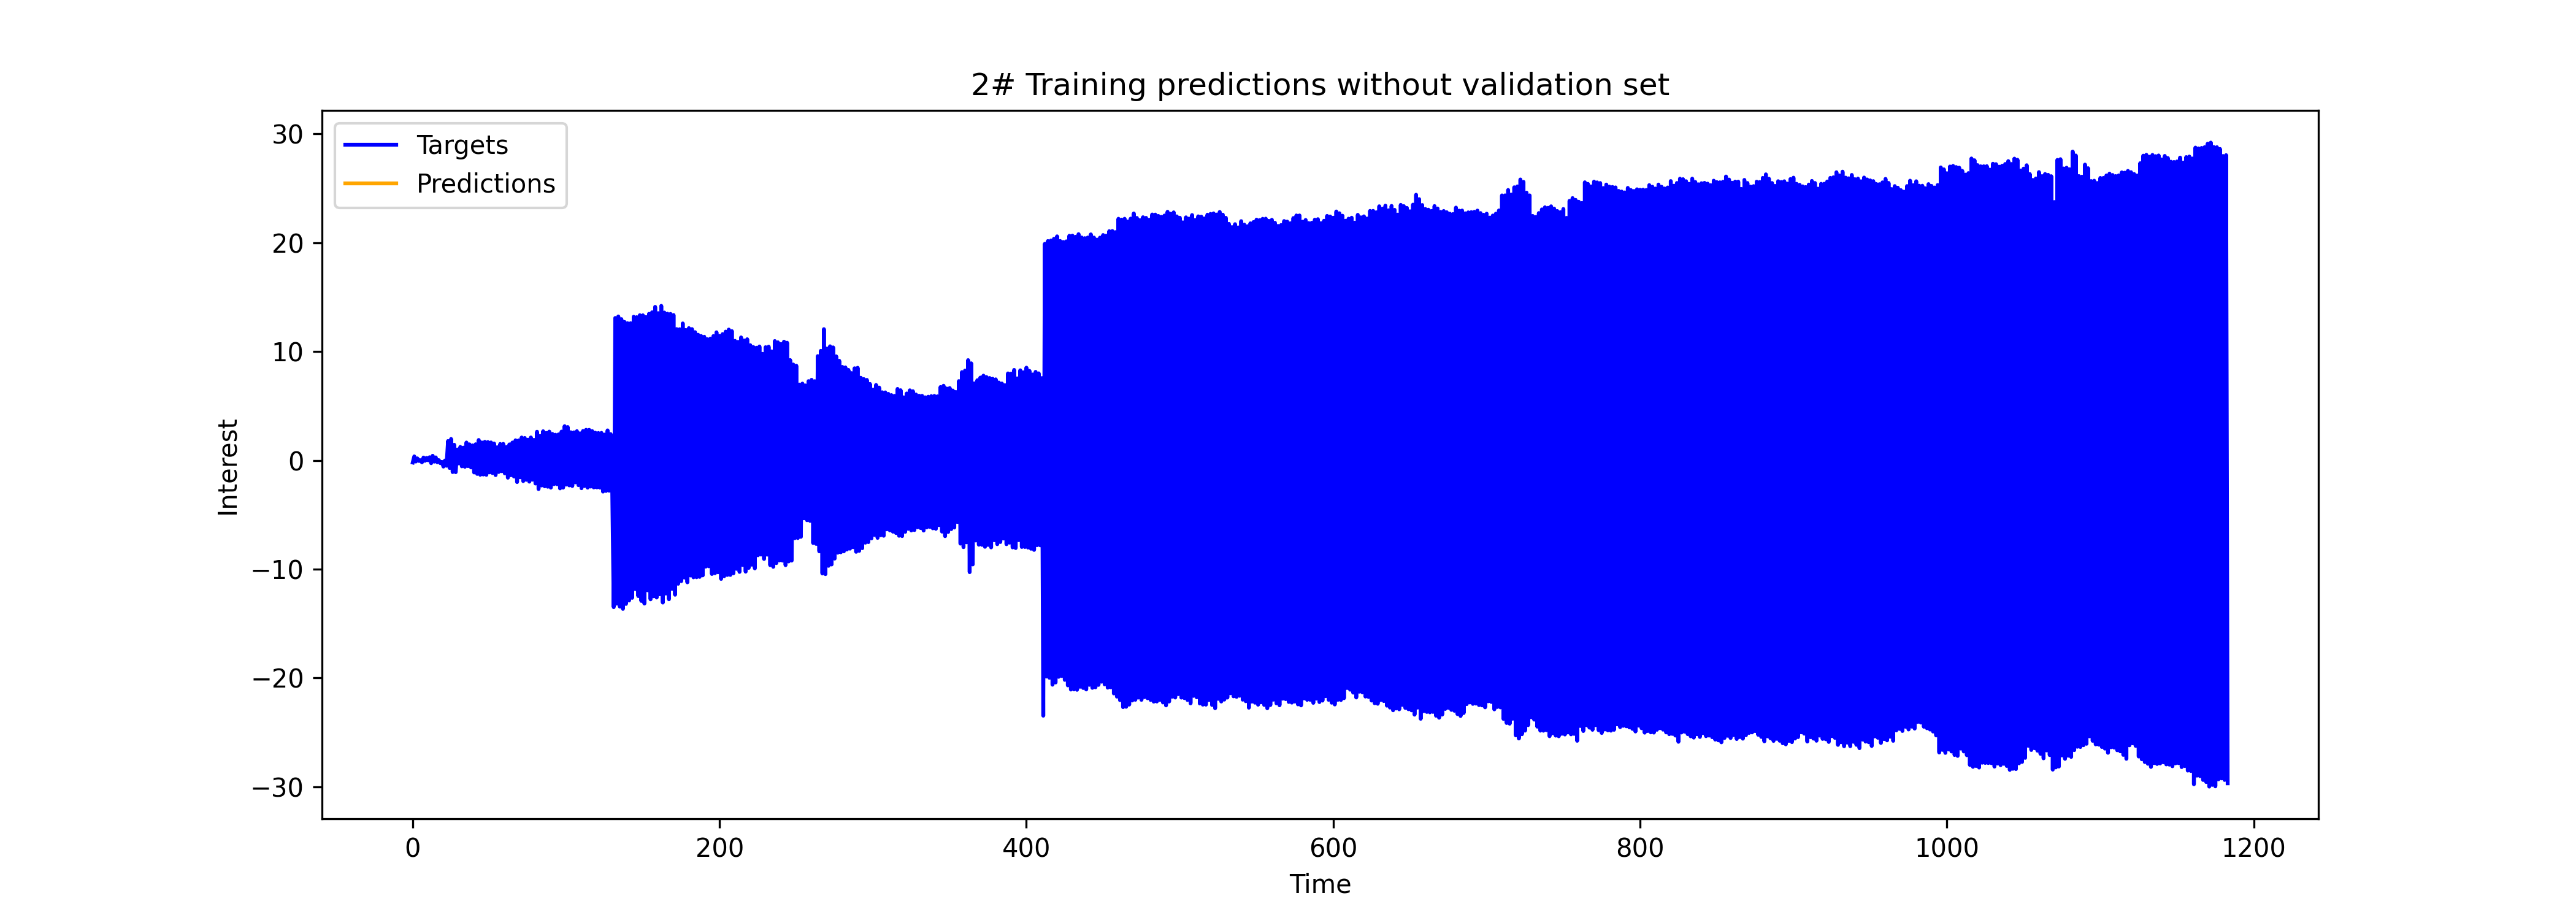 2# Training predictions without validation set
Targets
Predictions
30
20
10
0
−10
−20
−30
Interest
0
200
400
600
800
1000
1200
Time